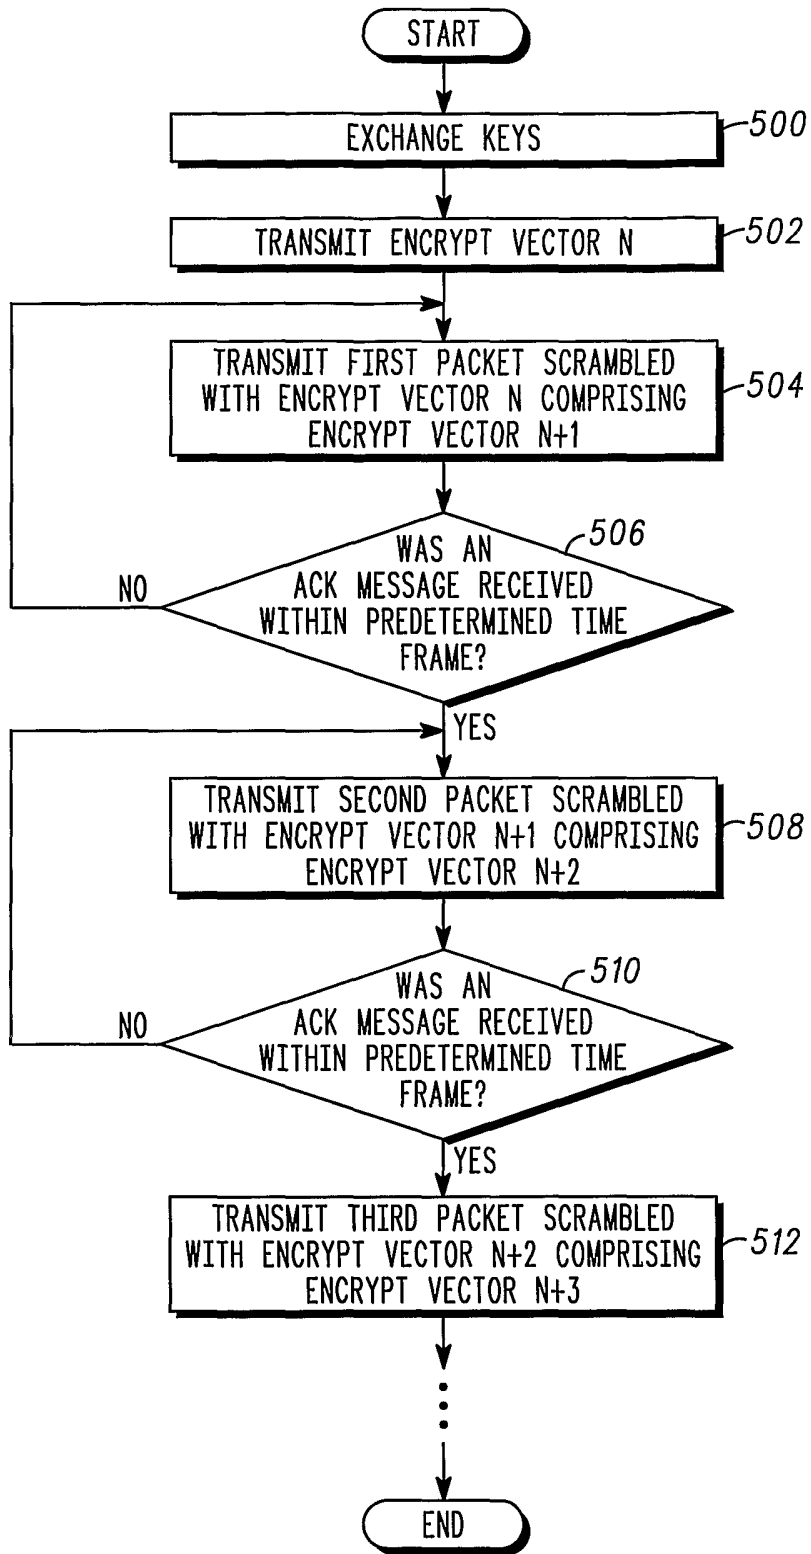 START
EXCHANGE KEYS
500
TRANSMIT ENCRYPT VECTOR N
502
TRANSMIT FIRST PACKET SCRAMBLED
WITH ENCRYPT VECTOR N COMPRISING
ENCRYPT VECTOR N+1
504
506
WAS AN
ACK MESSAGE RECEIVED
WITHIN PREDETERMINED TIME
FRAME?
NO
YES
TRANSMIT SECOND PACKET SCRAMBLED
WITH ENCRYPT VECTOR N+1 COMPRISING
ENCRYPT VECTOR N+2
508
510
WAS AN
ACK MESSAGE RECEIVED
WITHIN PREDETERMINED TIME
FRAME?
NO
YES
TRANSMIT THIRD PACKET SCRAMBLED
WITH ENCRYPT VECTOR N+2 COMPRISING
ENCRYPT VECTOR N+3
512
END